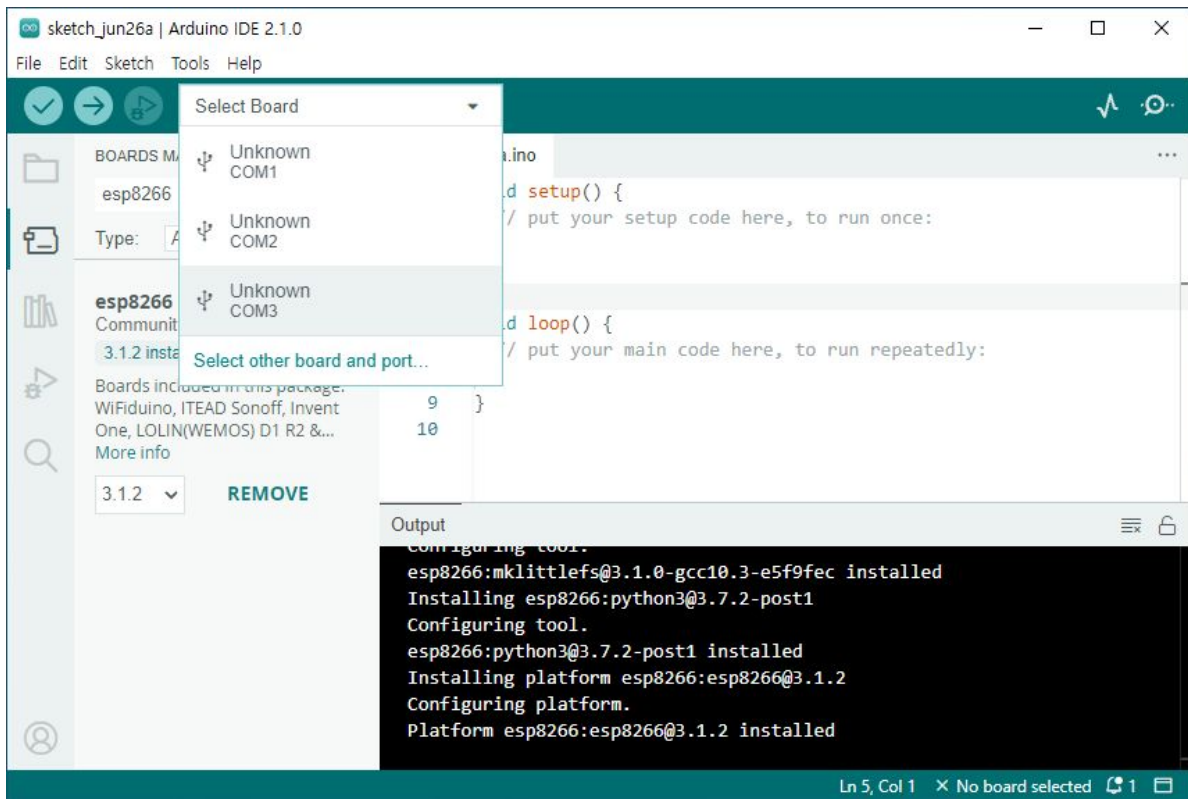 sketch_jun26a | Arduino IDE 2.1.0
File Edit Sketch Tools Help
Select Board
Unknown
COM1
Unknown
COM2
Unknown
COM3
Select other board and port...
BOARDS MA
esp8266
Type: A
esp8266
Communit
3.1.2 insta
Boards included in this package:
WiFiduino, ITEAD Sonoff, Invent
One, LOLIN(WEMOS) D1 R2 &...
More info
3.1.2 REMOVE
a.ino
d setup() {
// put your setup code here, to run once:
d loop() {
/ put your main code here, to run repeatedly:
9 }
10
Output
Configuring tool.
esp8266:mklittlefs@3.1.0-gcc10.3-e5f9fec installed
Installing esp8266:python3@3.7.2-post1
Configuring tool.
esp8266:python3@3.7.2-post1 installed
Installing platform esp8266:esp8266@3.1.2
Configuring platform.
Platform esp8266:esp8266@3.1.2 installed
Ln 5, Col 1 × No board selected 1